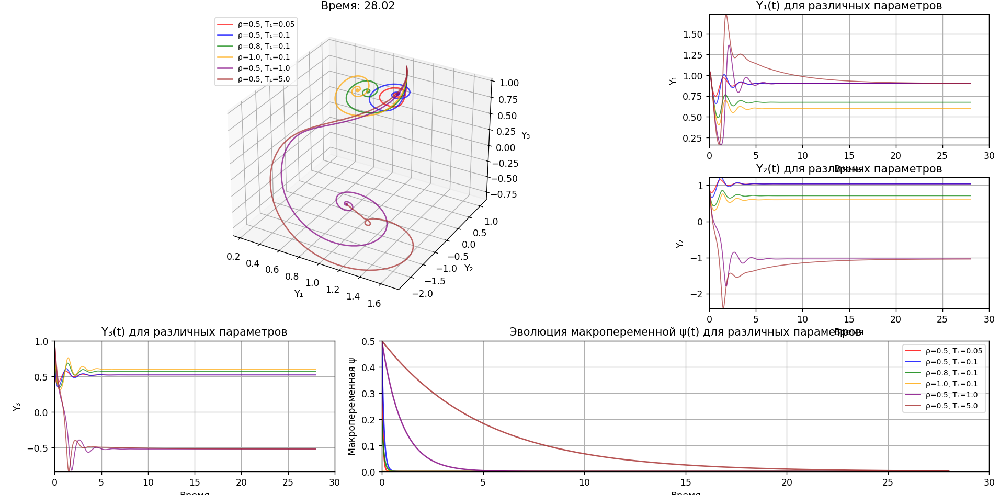 Время: 28.02
ρ=0.5, T₁=0.05
ρ=0.5, T₁=0.1
ρ=0.8, T₁=0.1
ρ=1.0, T₁=0.1
ρ=0.5, T₁=1.0
ρ=0.5, T₁=5.0
1.00
0.75
0.50
0.25
0.00
−0.25
−0.50
−0.75
Y₃
1.0
0.5
0.0
−0.5
−1.0
−1.5
−2.0
Y₂
0.2
0.4
0.6
0.8
1.0
1.2
1.4
1.6
Y₁
Y₁(t) для различных параметров
1.50
1.25
1.00
0.75
0.50
0.25
Y₁
0 5 10 15 20 25 30
Время
Y₂(t) для различных параметров
1
0
−1
−2
Y₂
0 5 10 15 20 25 30
Время
Y₃(t) для различных параметров
1.0
0.5
0.0
−0.5
Y₃
0 5 10 15 20 25 30
Время
Эволюция макропеременной ψ(t) для различных параметров
0.5
0.4
0.3
0.2
0.1
0.0
Макропеременная ψ
ρ=0.5, T₁=0.05
ρ=0.5, T₁=0.1
ρ=0.8, T₁=0.1
ρ=1.0, T₁=0.1
ρ=0.5, T₁=1.0
ρ=0.5, T₁=5.0
0 5 10 15 20 25 30
Время